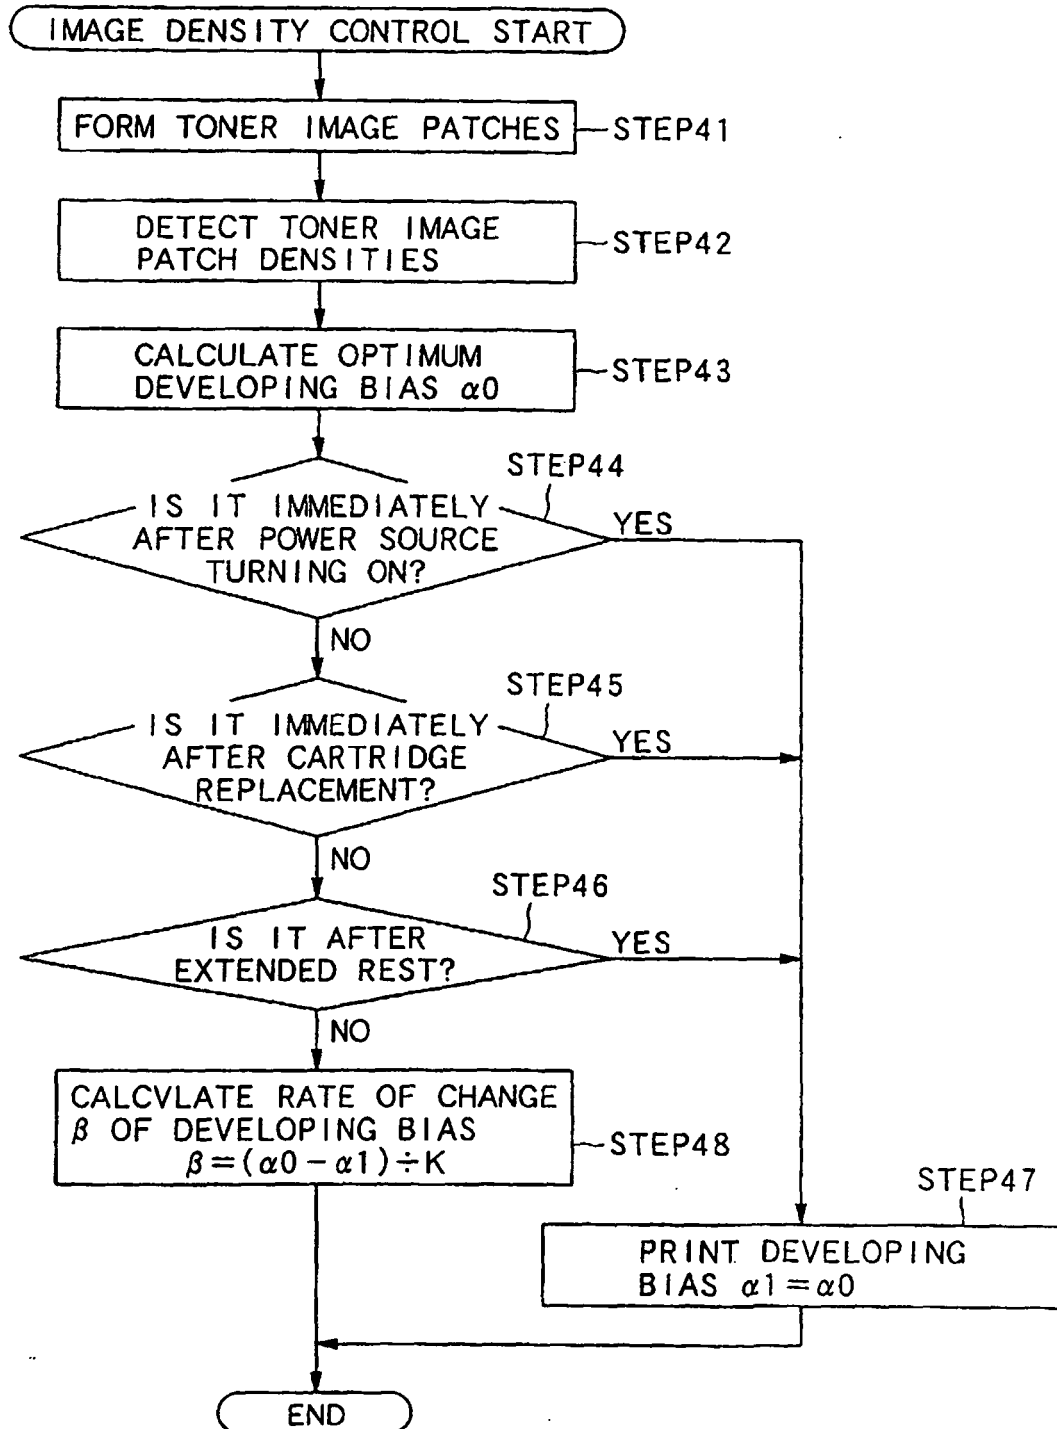 IMAGE DENSITY CONTROL START
FORM TONER IMAGE PATCHES
STEP41
DETECT TONER IMAGE
PATCH DENSITIES
STEP42
CALCULATE OPTIMUM
DEVELOPING BIAS α0
STEP43
STEP44
IS IT IMMEDIATELY
AFTER POWER SOURCE
TURNING ON?
YES
NO
STEP45
IS IT IMMEDIATELY
AFTER CARTRIDGE
REPLACEMENT?
YES
NO
STEP46
IS IT AFTER
EXTENDED REST?
YES
NO
CALCVLATE RATE OF CHANGE
β OF DEVELOPING BIAS
β=(α0-α1)÷K
STEP48
STEP47
PRINT DEVELOPING
BIAS α1=α0
END